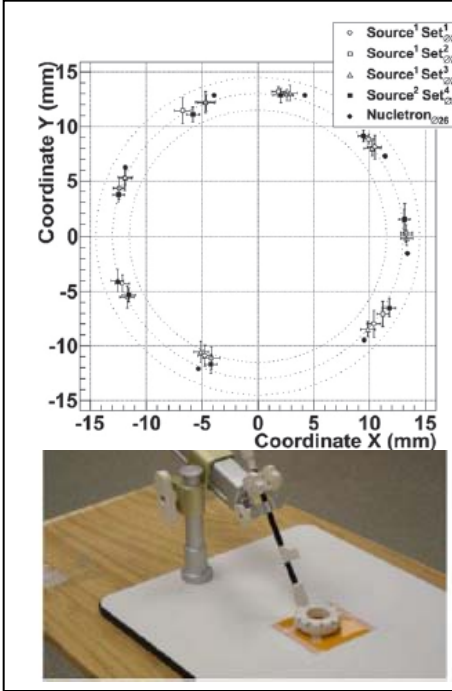 Source¹ Set¹
Source¹ Set²
Source¹ Set³
Source² Set⁴
Nucletron∅26
Coordinate Y (mm)
15
10
5
0
-5
-10
-15
-15 -10 -5 0 5 10 15
Coordinate X (mm)